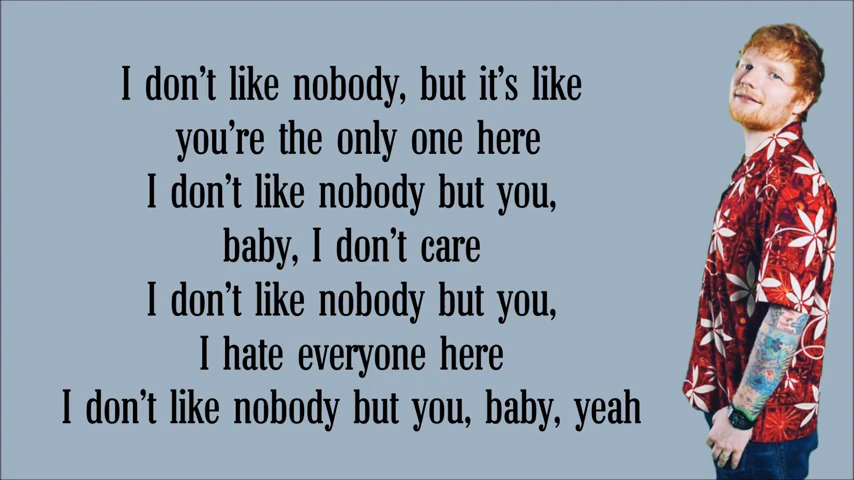 I don't like nobody, but it's like
you're the only one here
I don't like nobody but you,
baby, I don't care
I don't like nobody but you,
I hate everyone here
I don't like nobody but you, baby, yeah